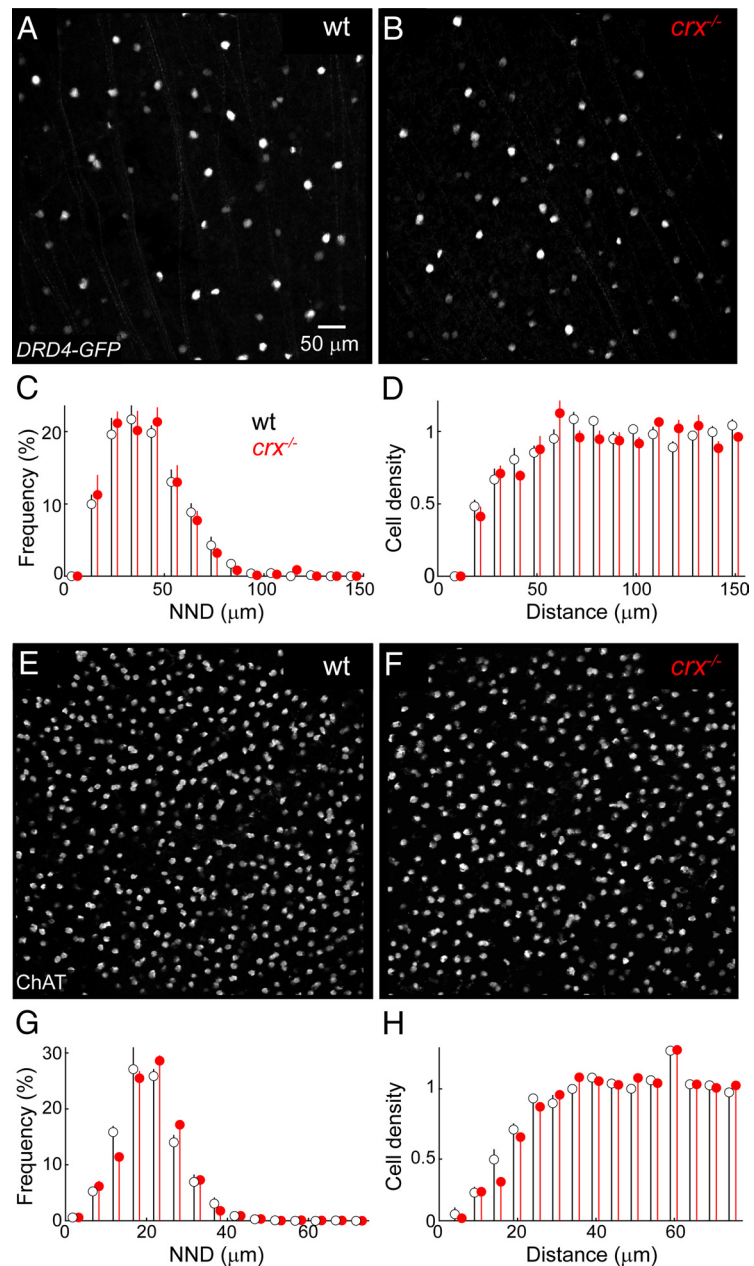 A wt
B crx-/-
DRD4-GFP
50 μm
C
D
wt
crx-/-
Frequency (%)
20
10
0
0 50 100 150
NND (μm)
Cell density
1
0.5
0
0 50 100 150
Distance (μm)
E wt
F crx-/-
ChAT
G
H
Frequency (%)
30
20
10
0
0 20 40 60
NND (μm)
Cell density
1
0.5
0
0 20 40 60
Distance (μm)